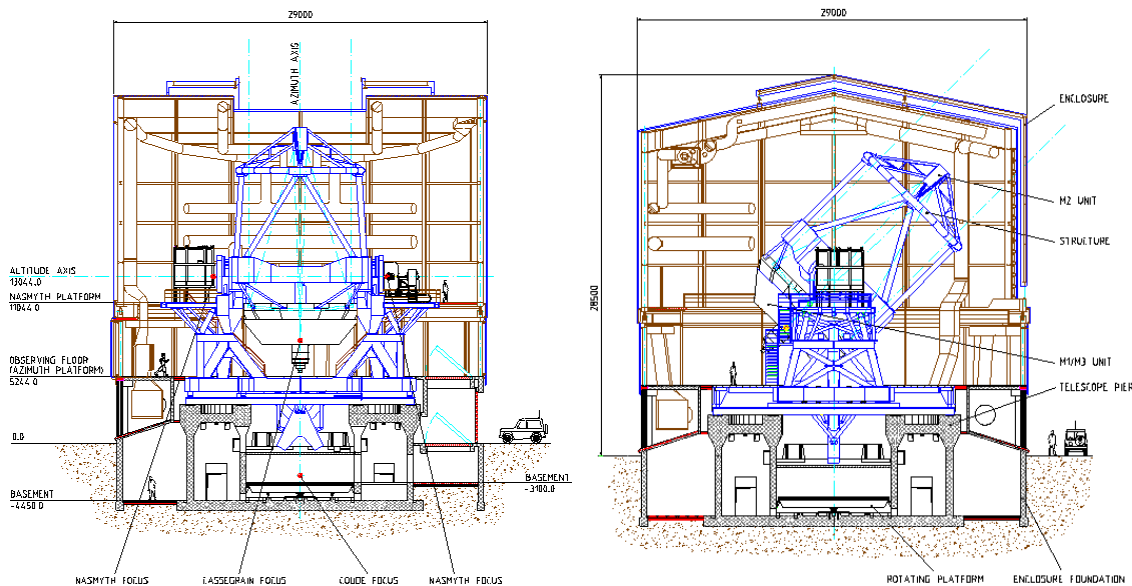 29000
AZIMUTH AXIS
ALTITUDE AXIS
13044.0
NASMYTH PLATFORM
11044.0
OBSERVING FLOOR
(AZIMUTH PLATFORM)
5244.0
0.0
BASEMENT
-4450.0
BASEMENT
-3100.0
NASMYTH FOCUS
CASSEGRAIN FOCUS
COUDE FOCUS
NASMYTH FOCUS
29000
28500
ENCLOSURE
M2 UNIT
STRUCTURE
M1/M3 UNIT
TELESCOPE PIER
ROTATING PLATFORM
ENCLOSURE FOUNDATION